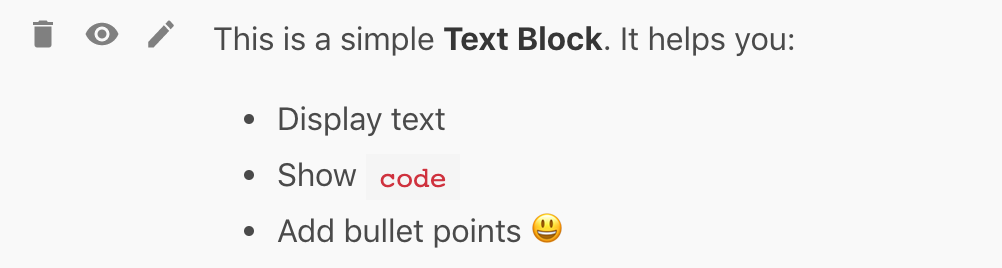 This is a simple Text Block. It helps you:
• Display text
• Show code
• Add bullet points 😃